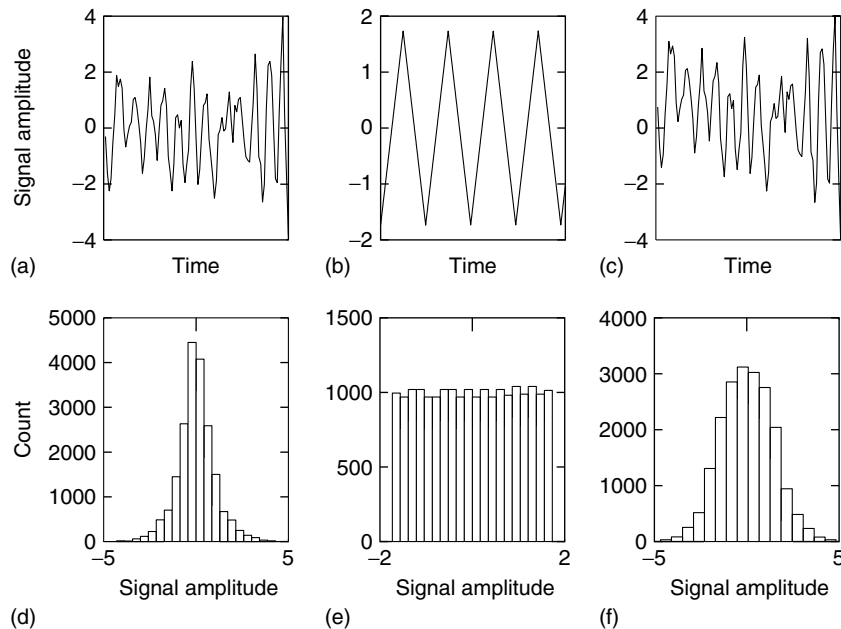 4 2 4
2 1 2
0 0 0
–2 –1 –2
–4 –2 –4
Signal amplitude
(a) Time (b) Time (c) Time
5000 1500 4000
4000 1000 3000
3000 500 2000
2000 0 1000
1000 0
0
Count
–5 5 –2 2 –5 5
Signal amplitude Signal amplitude Signal amplitude
(d) (e) (f)